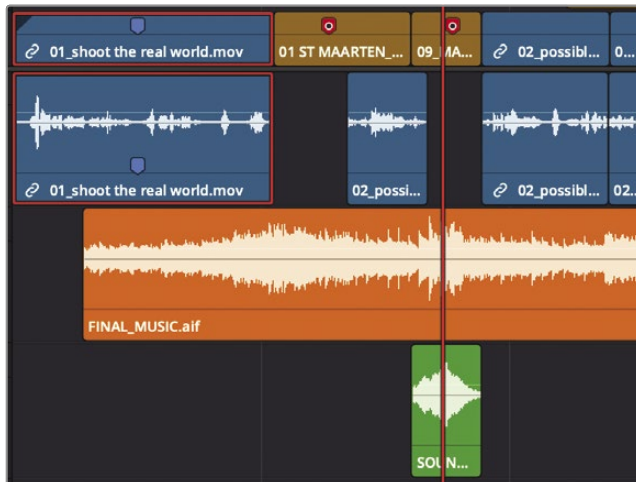 01_shoot the real world.mov
01 ST MAARTEN_...
09_MA...
02_possibl...
0...
01_shoot the real world.mov
02_possi...
02_possibl...
02...
FINAL_MUSIC.aif
SOUN...